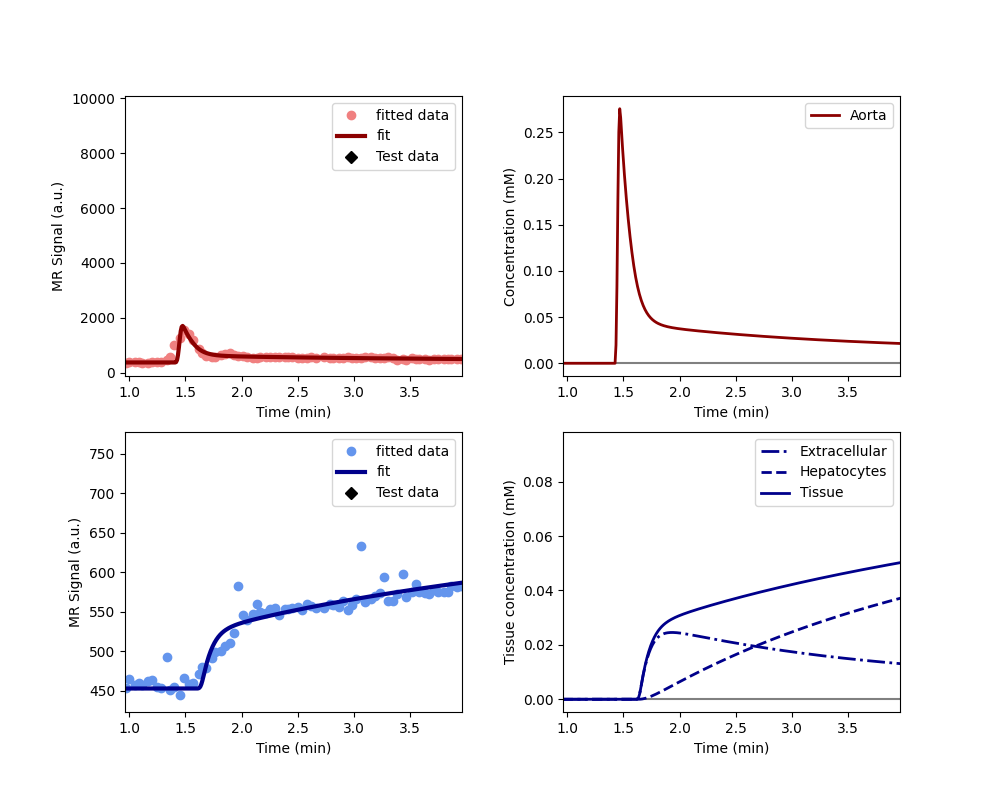 10000
8000
6000
4000
2000
0
MR Signal (a.u.)
fitted data
fit
Test data
1.0 1.5 2.0 2.5 3.0 3.5
Time (min)
0.25
0.20
0.15
0.10
0.05
0.00
Concentration (mM)
Aorta
1.0 1.5 2.0 2.5 3.0 3.5
Time (min)
750
700
650
600
550
500
450
MR Signal (a.u.)
fitted data
fit
Test data
1.0 1.5 2.0 2.5 3.0 3.5
Time (min)
0.08
0.06
0.04
0.02
0.00
Tissue concentration (mM)
Extracellular
Hepatocytes
Tissue
1.0 1.5 2.0 2.5 3.0 3.5
Time (min)